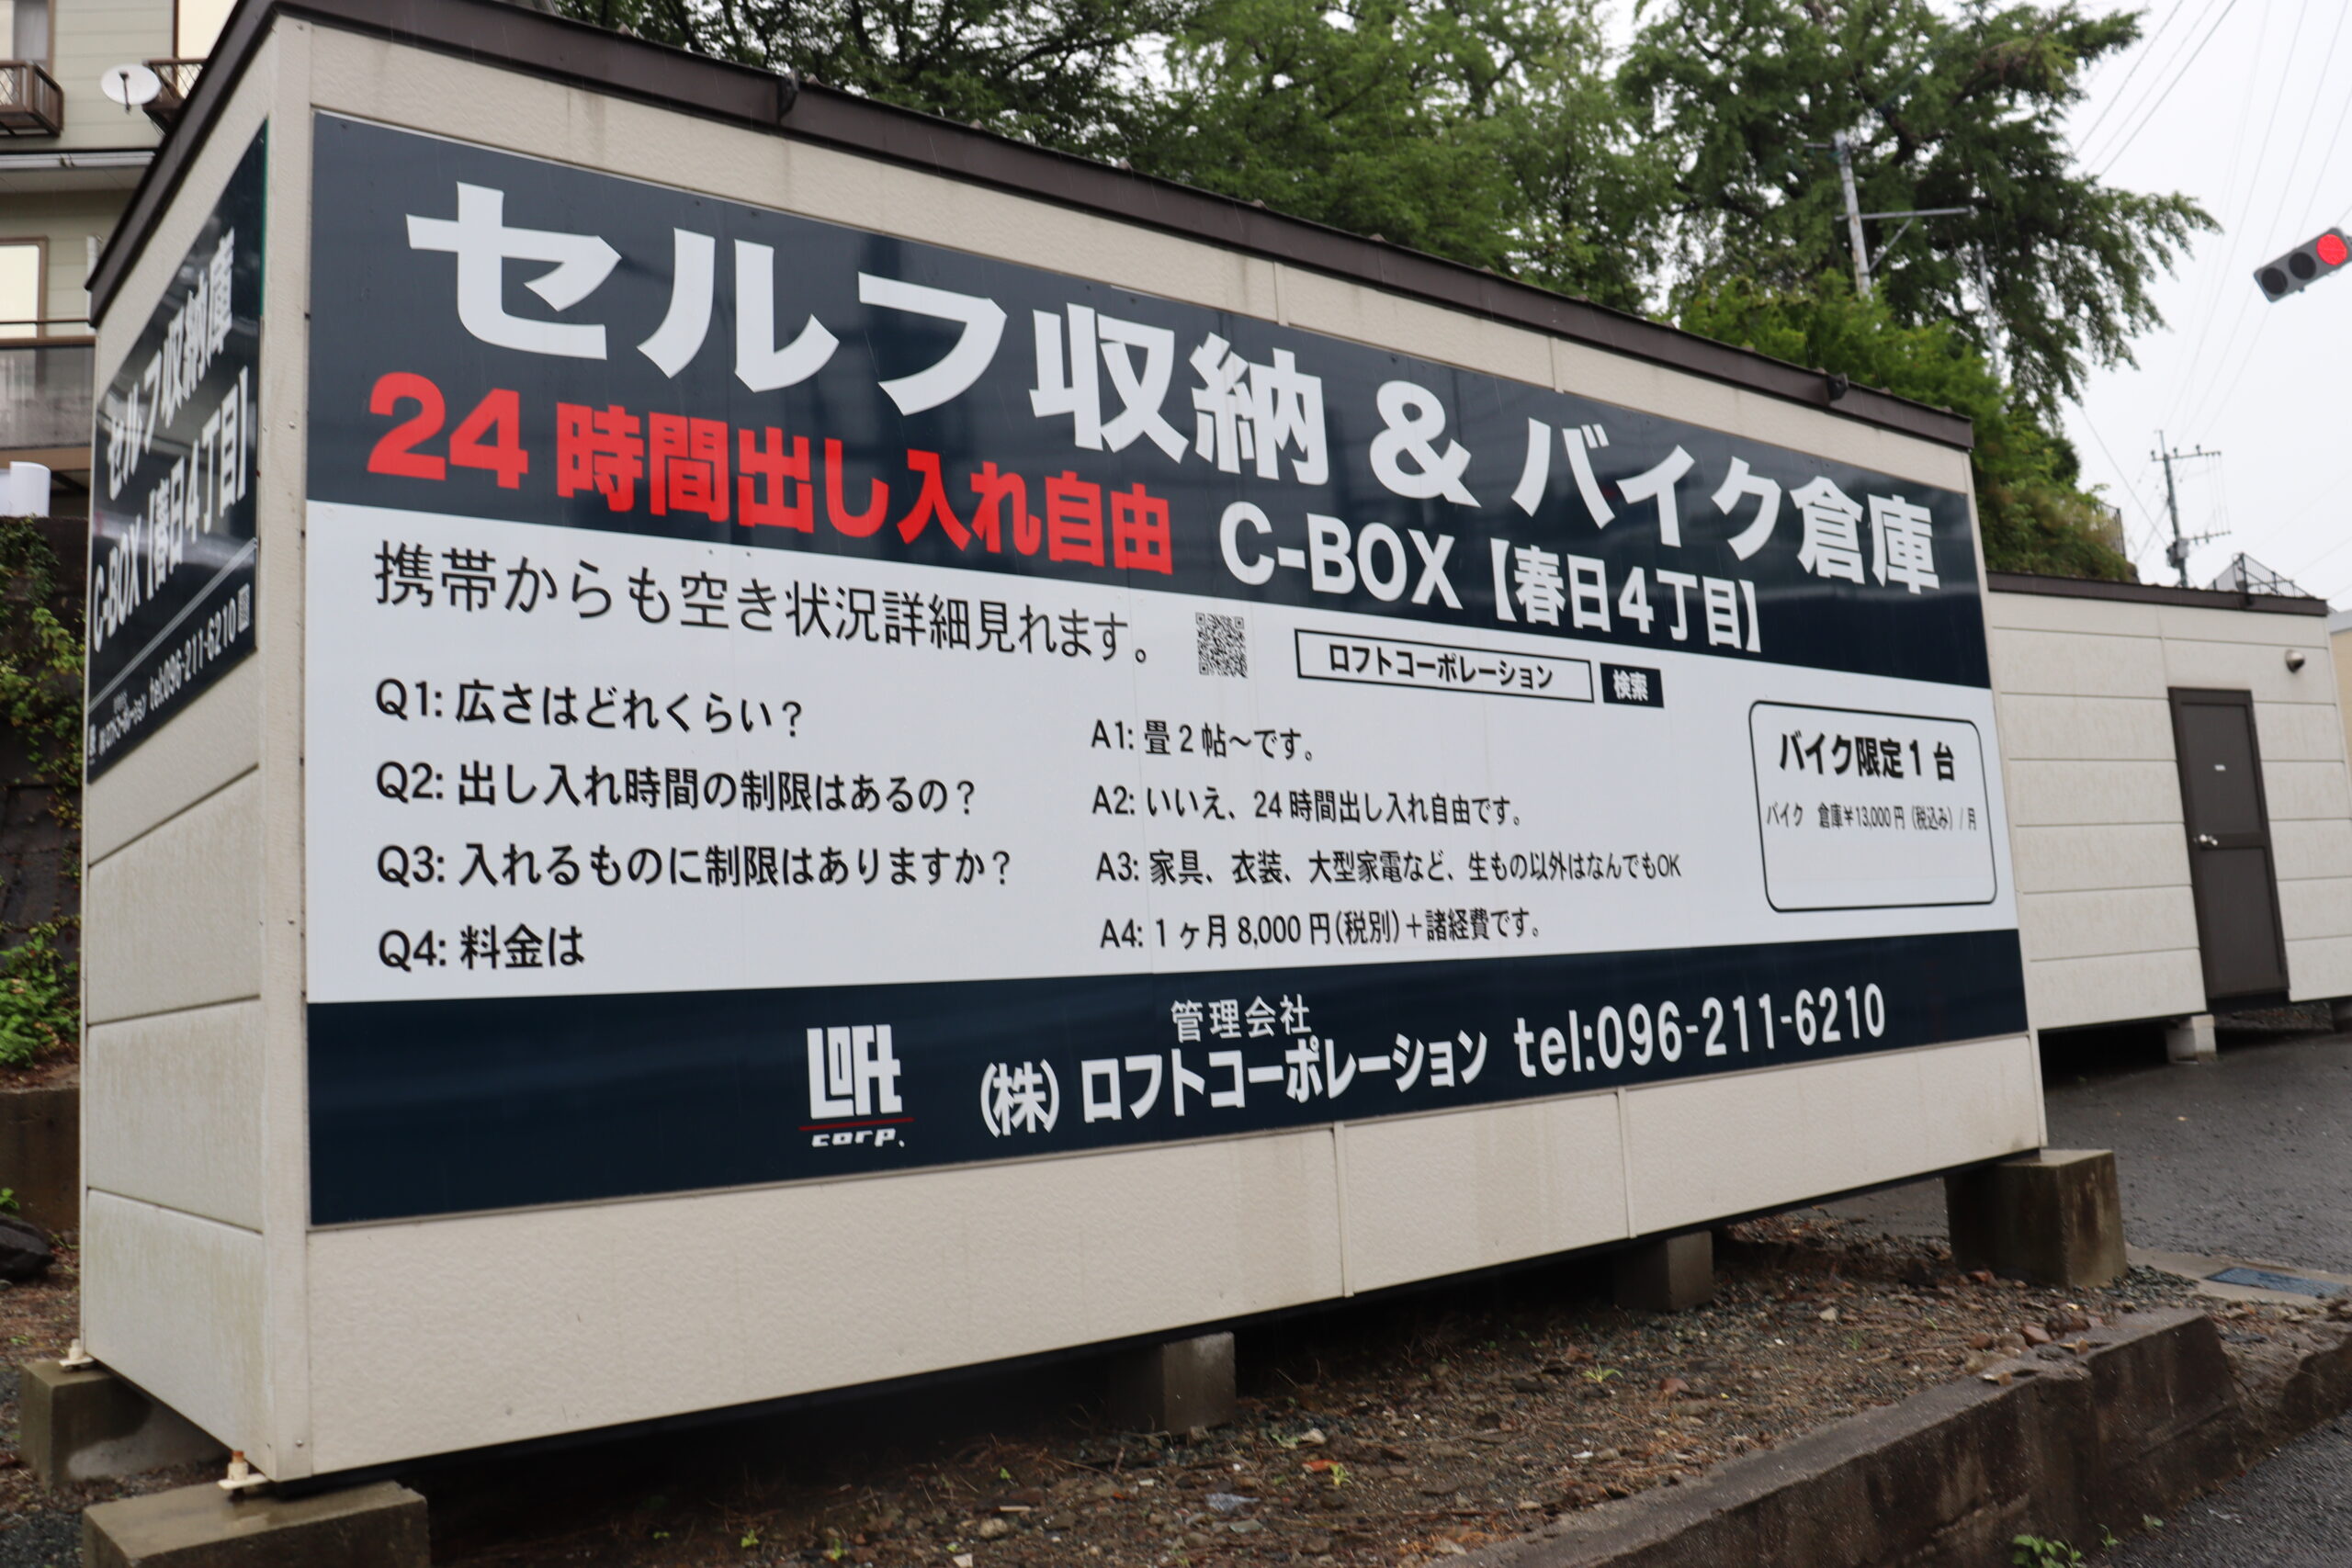 セルフ収納 & バイク倉庫
24時間出し入れ自由 C-BOX【春日4丁目】
携帯からも空き状況詳細見れます。 ロフトコーポレーション 検索
Q1: 広さはどれくらい？ A1: 畳2帖〜です。
Q2: 出し入れ時間の制限はあるの？ A2: いいえ、24時間出し入れ自由です。
Q3: 入れるものに制限はありますか？ A3: 家具、衣装、大型家電など、生もの以外はなんでもOK
Q4: 料金は A4: 1ヶ月8,000円(税別)＋諸経費です。
バイク限定1台
バイク 倉庫￥13,000円（税込み）/月
管理会社
LOFt corp. (株)ロフトコーポレーション tel:096-211-6210
セルフ収納庫
C-BOX【春日4丁目】
tel:096-211-6210